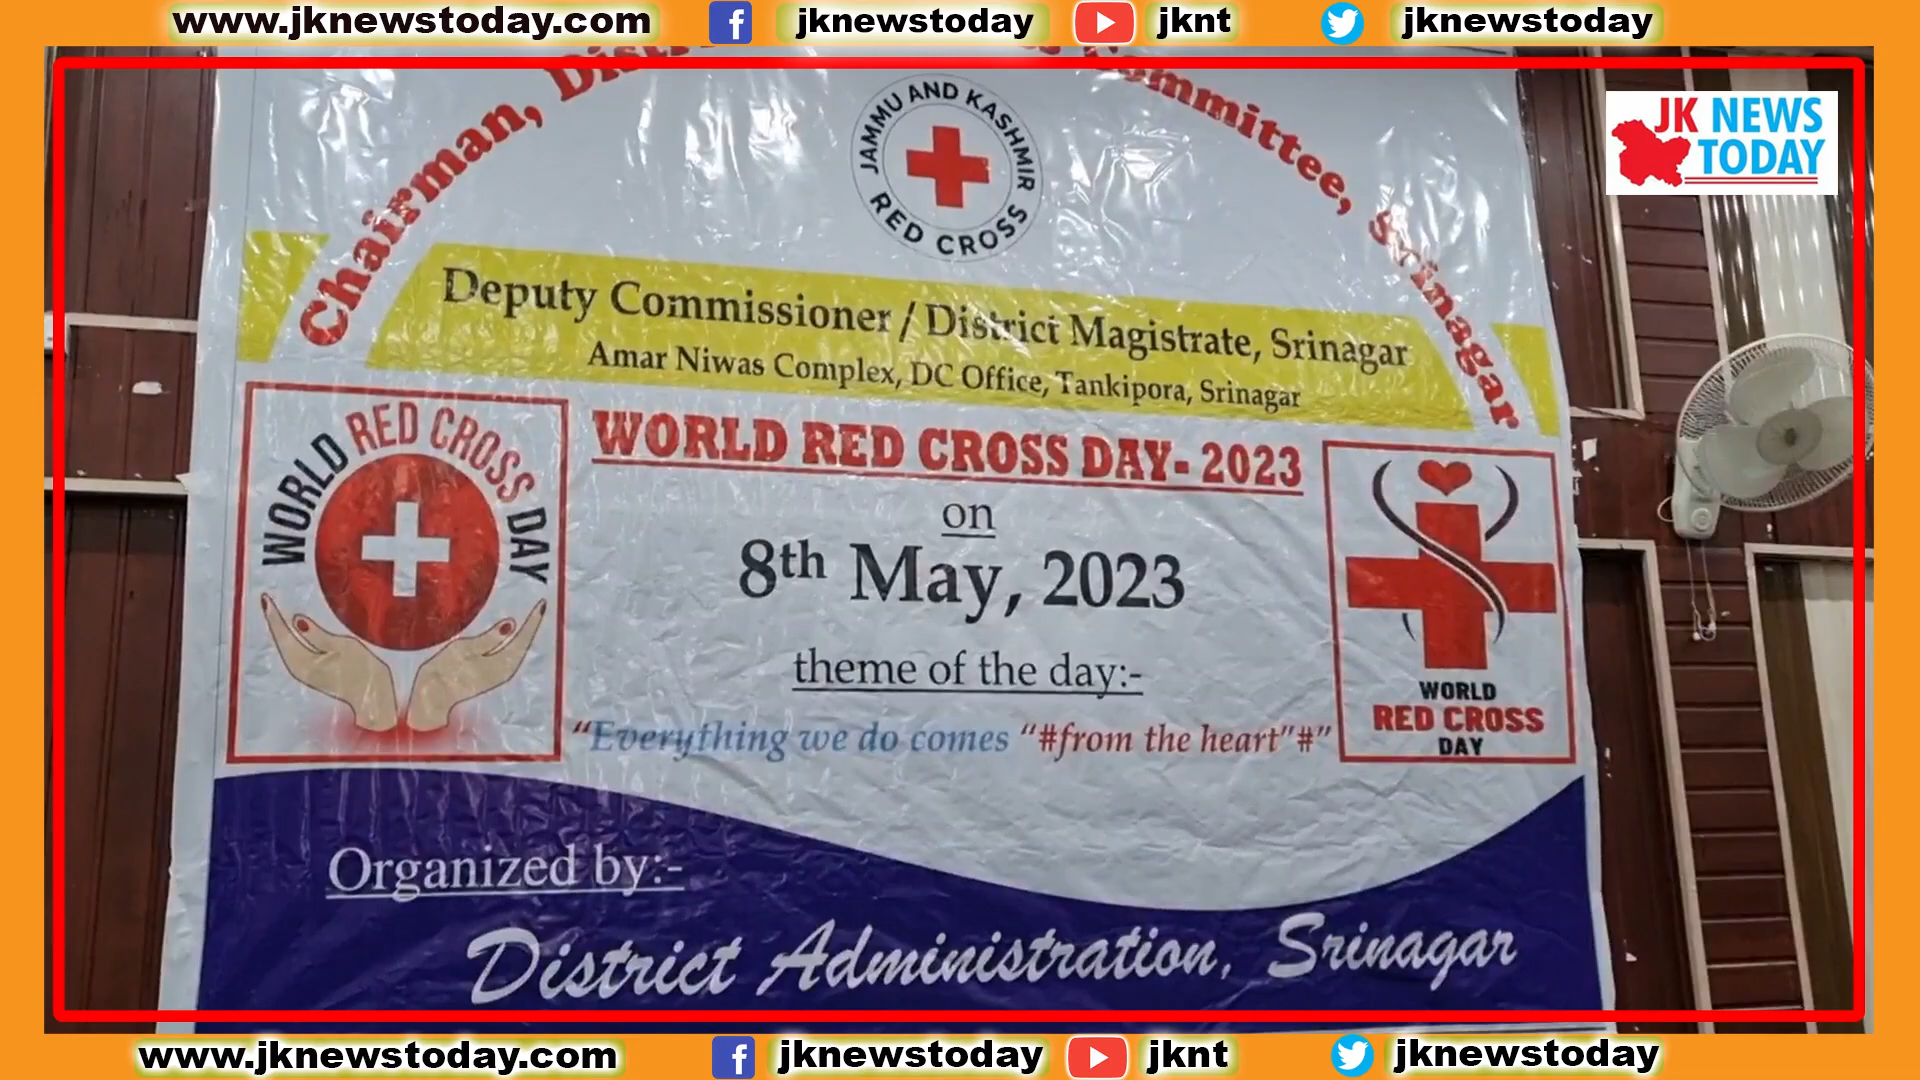 www.jknewstoday.com jknewstoday jknt jknewstoday
JK NEWS
TODAY
Chairman, Committee, Srinagar
JAMMU AND KASHMIR
RED CROSS
Deputy Commissioner / District Magistrate, Srinagar
Amar Niwas Complex, DC Office, Tankipora, Srinagar
WORLD RED CROSS DAY
WORLD RED CROSS DAY- 2023
on
8th May, 2023
theme of the day:-
"Everything we do comes "#from the heart"#"
WORLD
RED CROSS
DAY
Organized by:-
District Administration, Srinagar
www.jknewstoday.com jknewstoday jknt jknewstoday